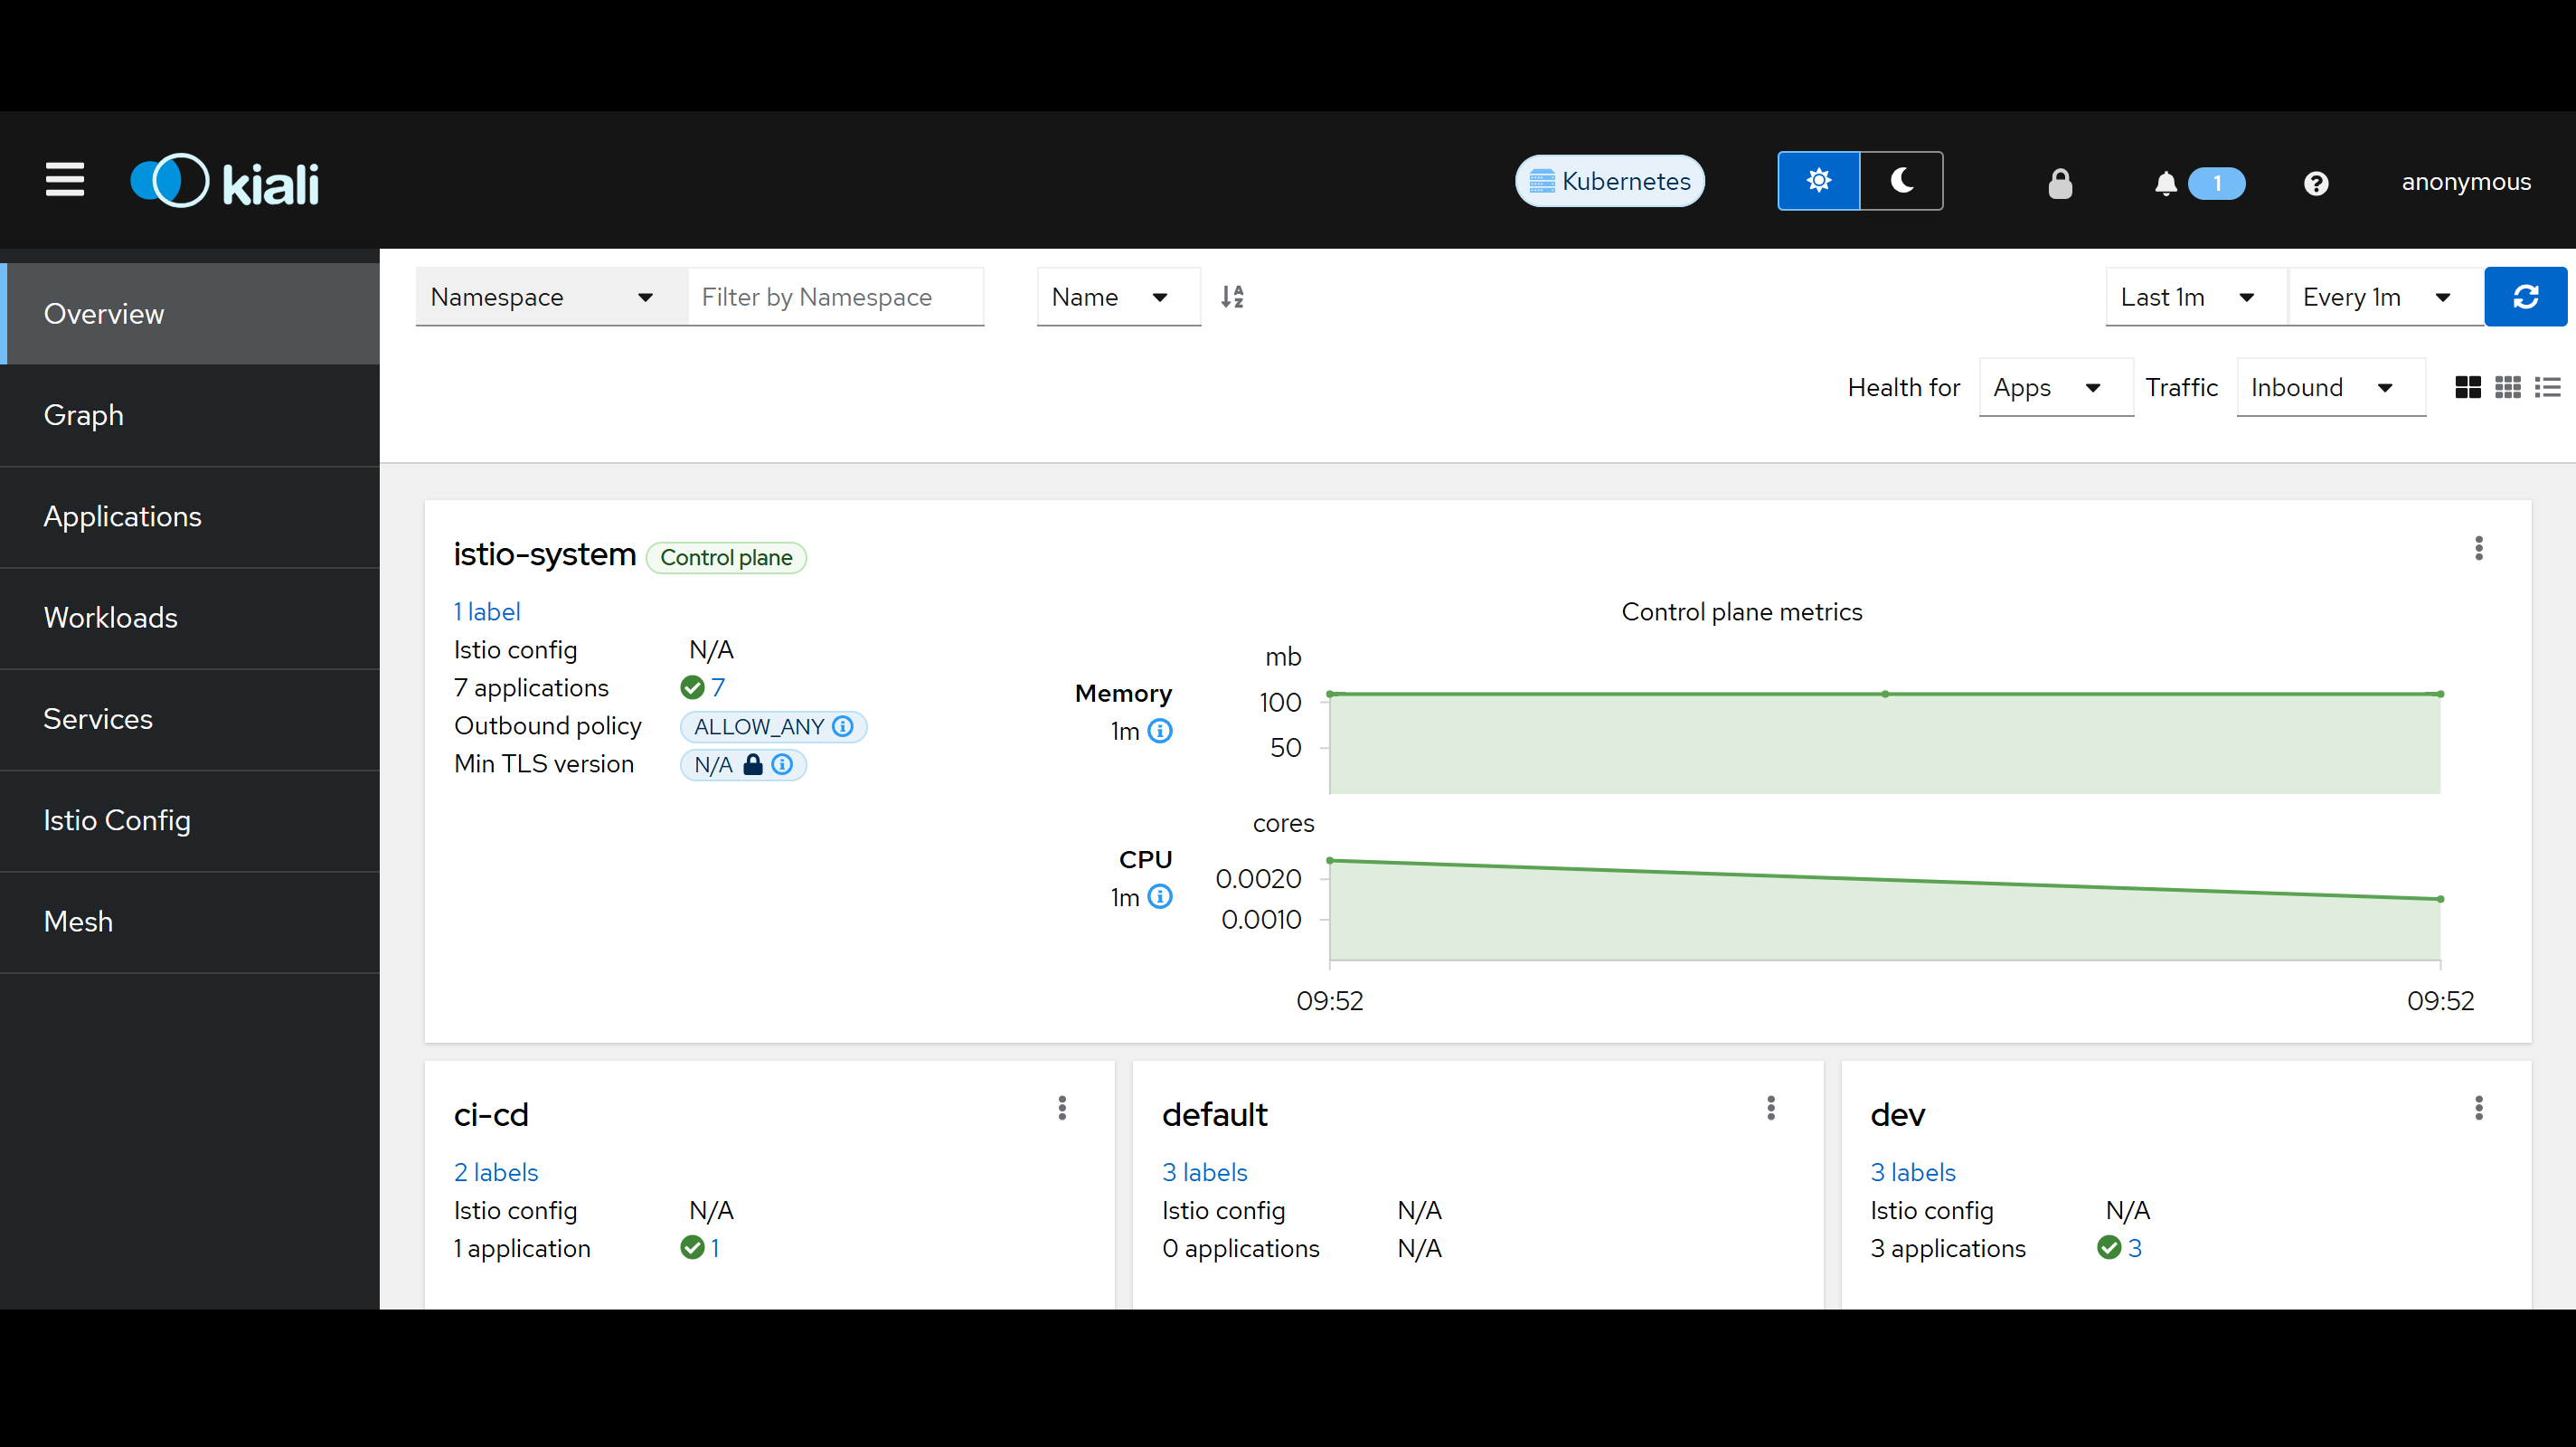 kiali
Kubernetes
1
anonymous
Overview
Graph
Applications
Workloads
Services
Istio Config
Mesh
Namespace
Filter by Namespace
Name
Last 1m
Every 1m
Health for
Apps
Traffic
Inbound
istio-system Control plane
1 label
Istio config N/A
7 applications 7
Outbound policy ALLOW_ANY
Min TLS version N/A
Control plane metrics
mb
Memory
1m
100
50
cores
CPU
1m
0.0020
0.0010
09:52
09:52
ci-cd
2 labels
Istio config N/A
1 application 1
default
3 labels
Istio config N/A
0 applications N/A
dev
3 labels
Istio config N/A
3 applications 3